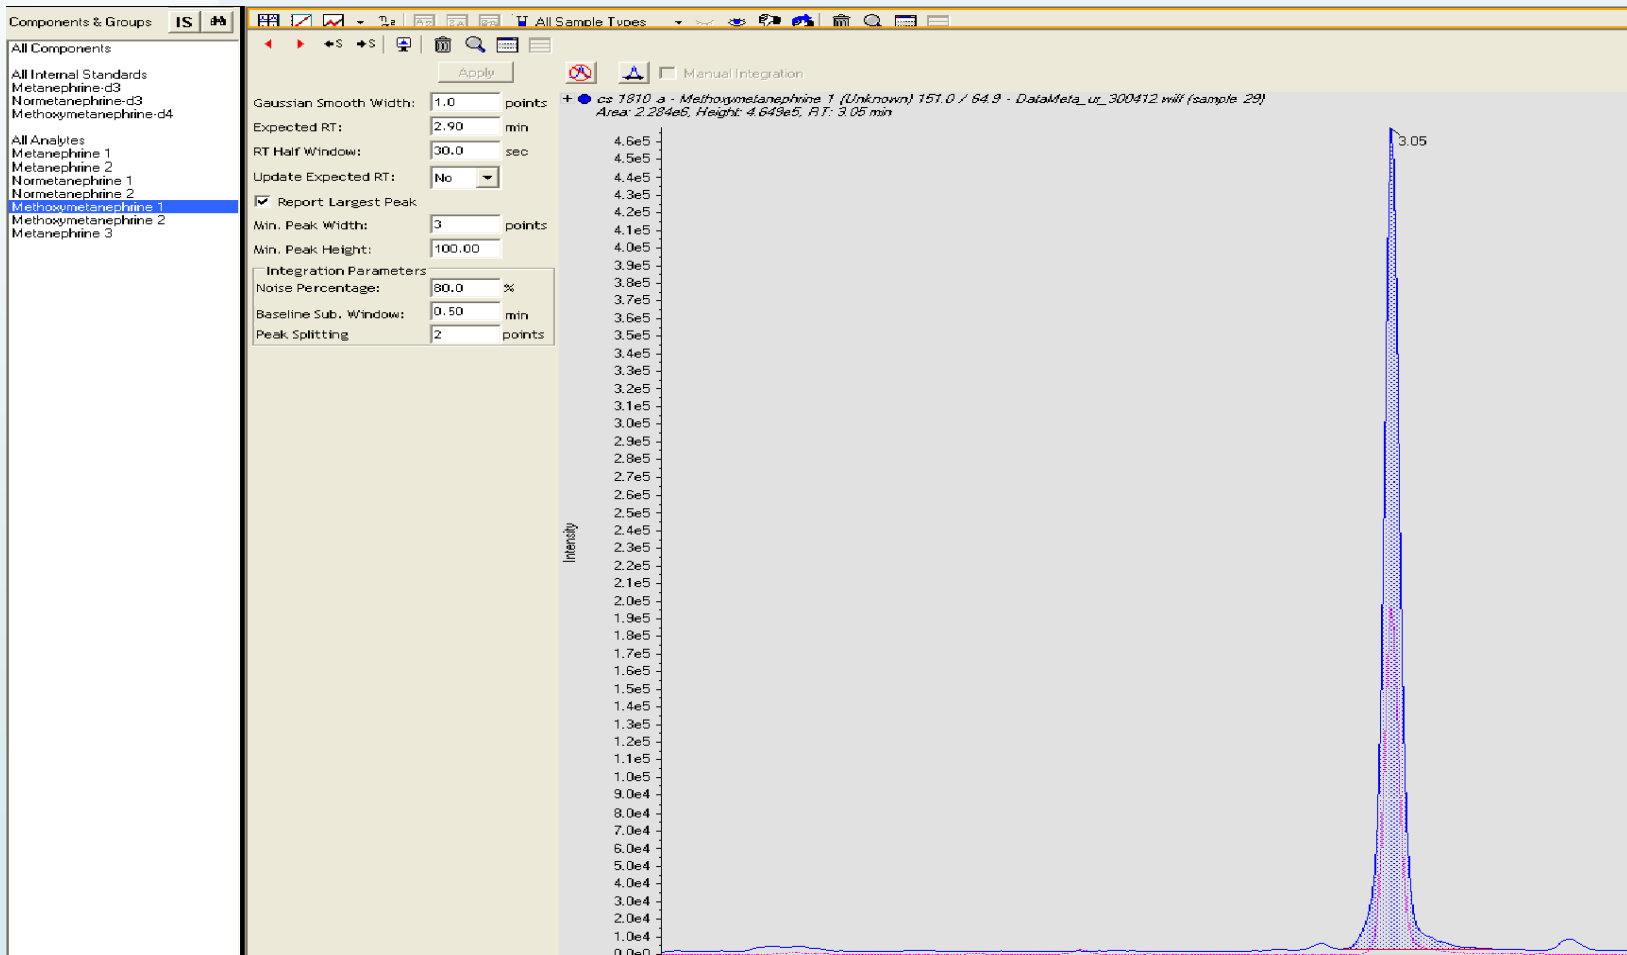 Components & Groups IS
All Components
All Internal Standards
Metanephrine-d3
Normetanephrine-d3
Methoxymetanephrine-d4
All Analytes
Metanephrine 1
Metanephrine 2
Normetanephrine 1
Normetanephrine 2
Methoxymetanephrine 1
Methoxymetanephrine 2
Metanephrine 3
All Sample Types
S S
Apply
Manual Integration
Gaussian Smooth Width: 1.0 points
Expected RT: 2.90 min
RT Half Window: 30.0 sec
Update Expected RT: No
Report Largest Peak
Min. Peak Width: 3 points
Min. Peak Height: 100.00
Integration Parameters
Noise Percentage: 80.0 %
Baseline Sub. Window: 0.50 min
Peak Splitting 2 points
cs 1810 a - Methoxymetanephrine 1 (Unknown) 151.0 / 64.9 - DataMeta_ur_300412.wiff (sample 29)
Area: 2.284e6, Height: 4.649e5, RT: 3.05 min
3.05
4.6e5
4.5e5
4.4e5
4.3e5
4.2e5
4.1e5
4.0e5
3.9e5
3.8e5
3.7e5
3.6e5
3.5e5
3.4e5
3.3e5
3.2e5
3.1e5
3.0e5
2.9e5
2.8e5
2.7e5
2.6e5
2.5e5
2.4e5
2.3e5
2.2e5
2.1e5
2.0e5
1.9e5
1.8e5
1.7e5
1.6e5
1.5e5
1.4e5
1.3e5
1.2e5
1.1e5
1.0e5
9.0e4
8.0e4
7.0e4
6.0e4
5.0e4
4.0e4
3.0e4
2.0e4
1.0e4
0.0e0
Intensity